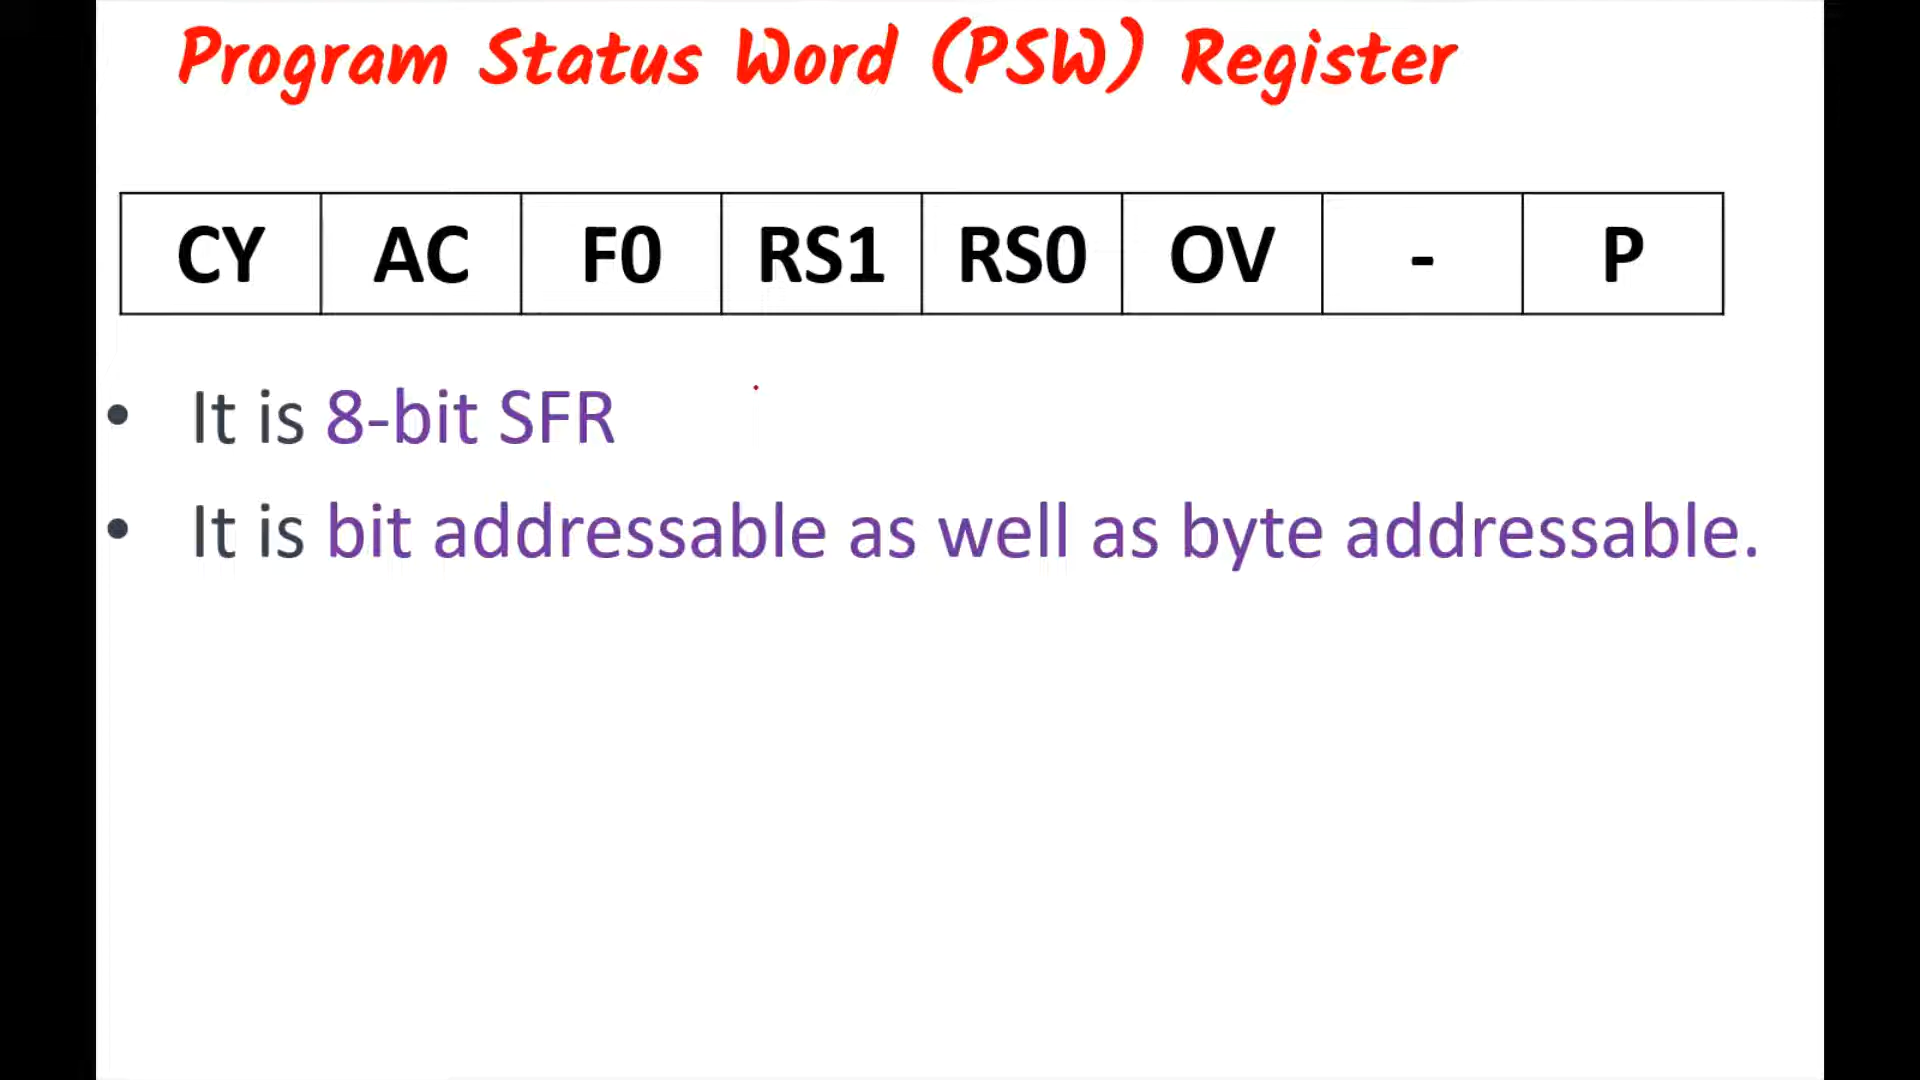 Program Status Word (PSW) Register
CY AC F0 RS1 RS0 OV - P
• It is 8-bit SFR
• It is bit addressable as well as byte addressable.